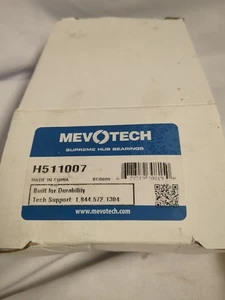 MEVOTECH
SUPREME HUB BEARINGS
H511007
MADE IN CHINA
Built for Durability
Tech Support 1.844.572.1304
www.mevotech.com